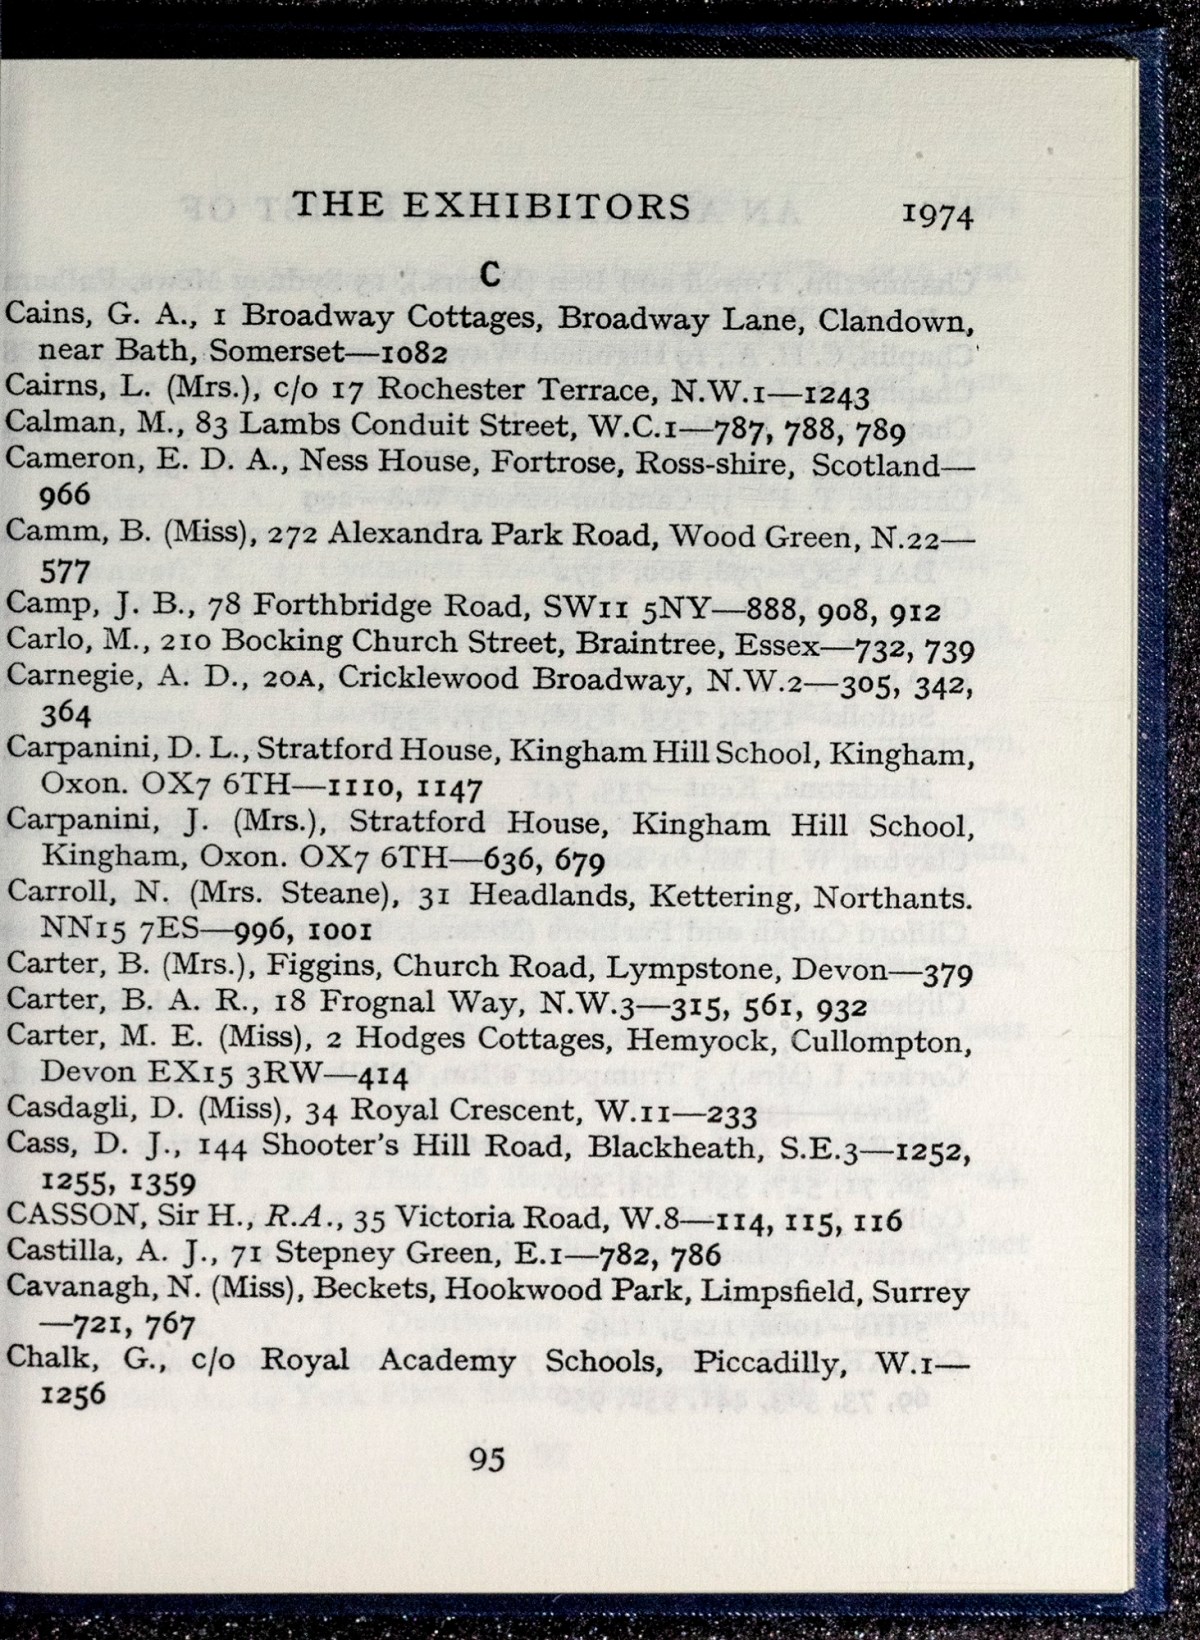 THE EXHIBITORS 1974
C
Cains, G. A., 1 Broadway Cottages, Broadway Lane, Clandown,
near Bath, Somerset—1082
Cairns, L. (Mrs.), c/o 17 Rochester Terrace, N.W.1—1243
Calman, M., 83 Lambs Conduit Street, W.C.1—787, 788, 789
Cameron, E. D. A., Ness House, Fortrose, Ross-shire, Scotland—
966
Camm, B. (Miss), 272 Alexandra Park Road, Wood Green, N.22—
577
Camp, J. B., 78 Forthbridge Road, SW11 5NY—888, 908, 912
Carlo, M., 210 Bocking Church Street, Braintree, Essex—732, 739
Carnegie, A. D., 20A, Cricklewood Broadway, N.W.2—305, 342,
364
Carpanini, D. L., Stratford House, Kingham Hill School, Kingham,
Oxon. OX7 6TH—1110, 1147
Carpanini, J. (Mrs.), Stratford House, Kingham Hill School,
Kingham, Oxon. OX7 6TH—636, 679
Carroll, N. (Mrs. Steane), 31 Headlands, Kettering, Northants.
NN15 7ES—996, 1001
Carter, B. (Mrs.), Figgins, Church Road, Lympstone, Devon—379
Carter, B. A. R., 18 Frognal Way, N.W.3—315, 561, 932
Carter, M. E. (Miss), 2 Hodges Cottages, Hemyock, Cullompton,
Devon EX15 3RW—414
Casdagli, D. (Miss), 34 Royal Crescent, W.11—233
Cass, D. J., 144 Shooter's Hill Road, Blackheath, S.E.3—1252,
1255, 1359
CASSON, Sir H., R.A., 35 Victoria Road, W.8—114, 115, 116
Castilla, A. J., 71 Stepney Green, E.1—782, 786
Cavanagh, N. (Miss), Beckets, Hookwood Park, Limpsfield, Surrey
—721, 767
Chalk, G., c/o Royal Academy Schools, Piccadilly, W.1—
1256
95